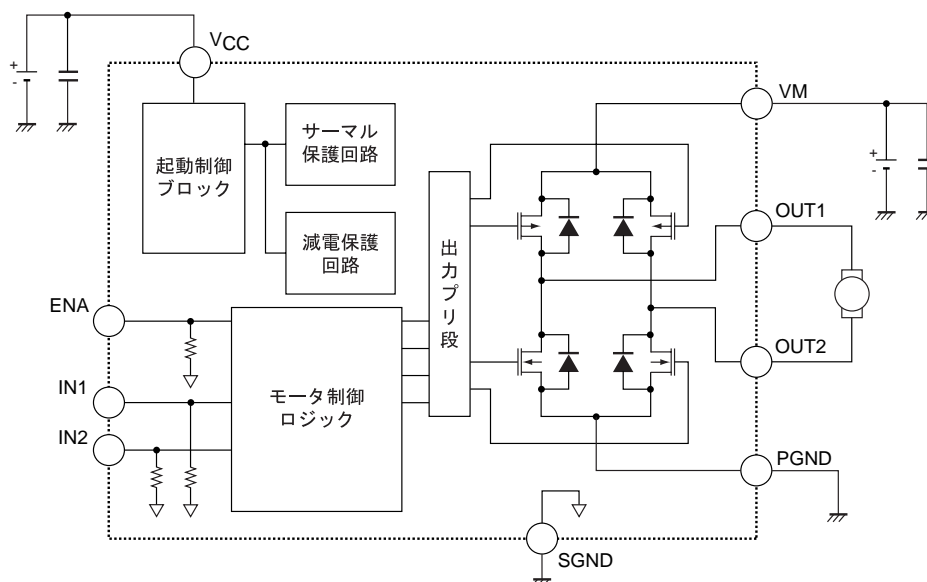 VCC
+
-
VM
+
-
起動制御
ブロック
サーマル
保護回路
減電保護
回路
出力プリ段
OUT1
OUT2
ENA
IN1
IN2
モータ制御
ロジック
PGND
SGND